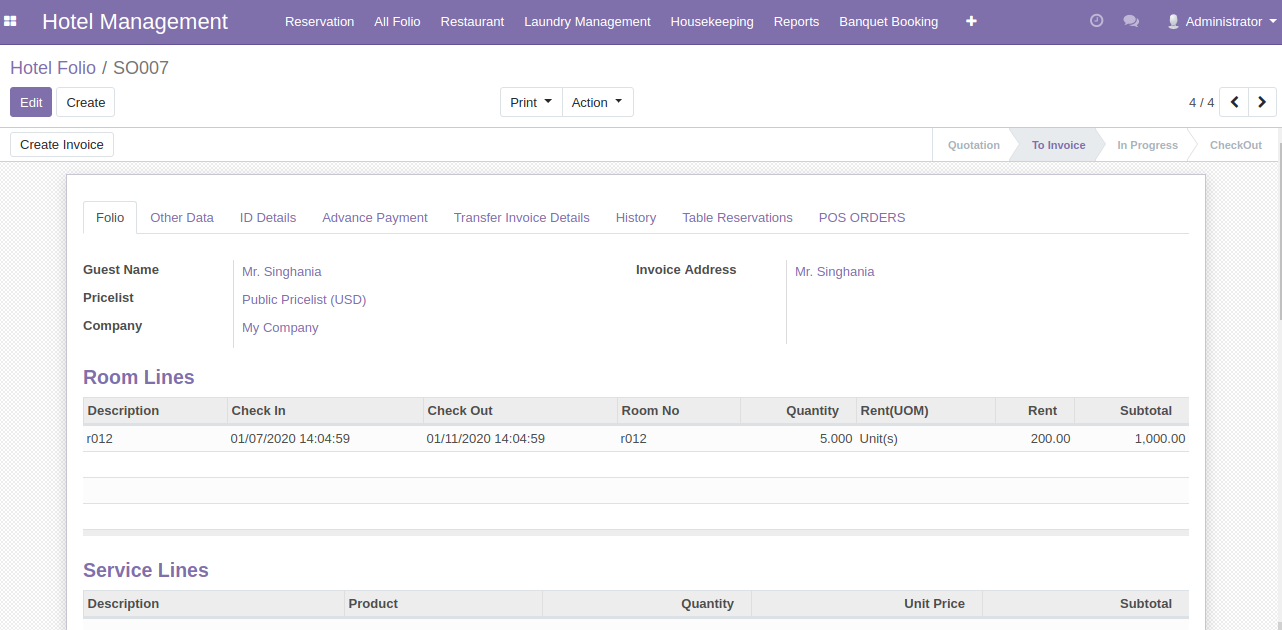 Hotel Management Reservation All Folio Restaurant Laundry Management Housekeeping Reports Banquet Booking Administrator
Hotel Folio / SO007
Edit Create Print Action 4 / 4
Create Invoice Quotation To Invoice In Progress CheckOut
Folio Other Data ID Details Advance Payment Transfer Invoice Details History Table Reservations POS ORDERS
Guest Name Mr. Singhania Invoice Address Mr. Singhania
Pricelist Public Pricelist (USD)
Company My Company
Room Lines
Description Check In Check Out Room No Quantity Rent(UOM) Rent Subtotal
r012 01/07/2020 14:04:59 01/11/2020 14:04:59 r012 5.000 Unit(s) 200.00 1,000.00
Service Lines
Description Product Quantity Unit Price Subtotal